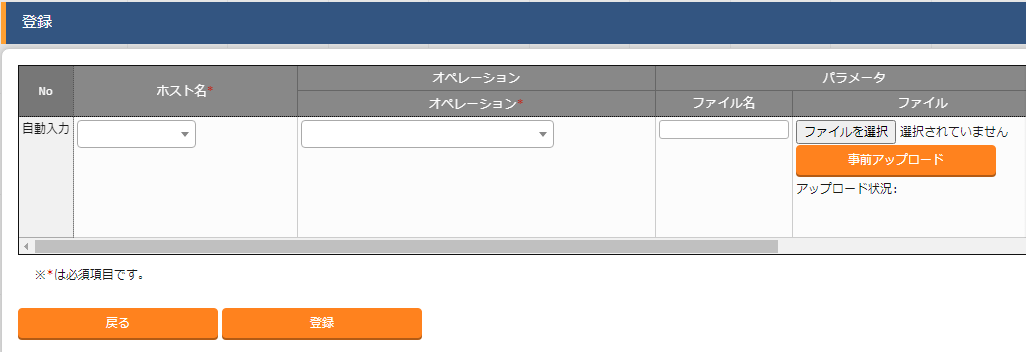 登録
No
ホスト名*
オペレーション
パラメータ
オペレーション*
ファイル名
ファイル
自動入力
ファイルを選択 選択されていません
事前アップロード
アップロード状況:
※*は必須項目です。
戻る
登録